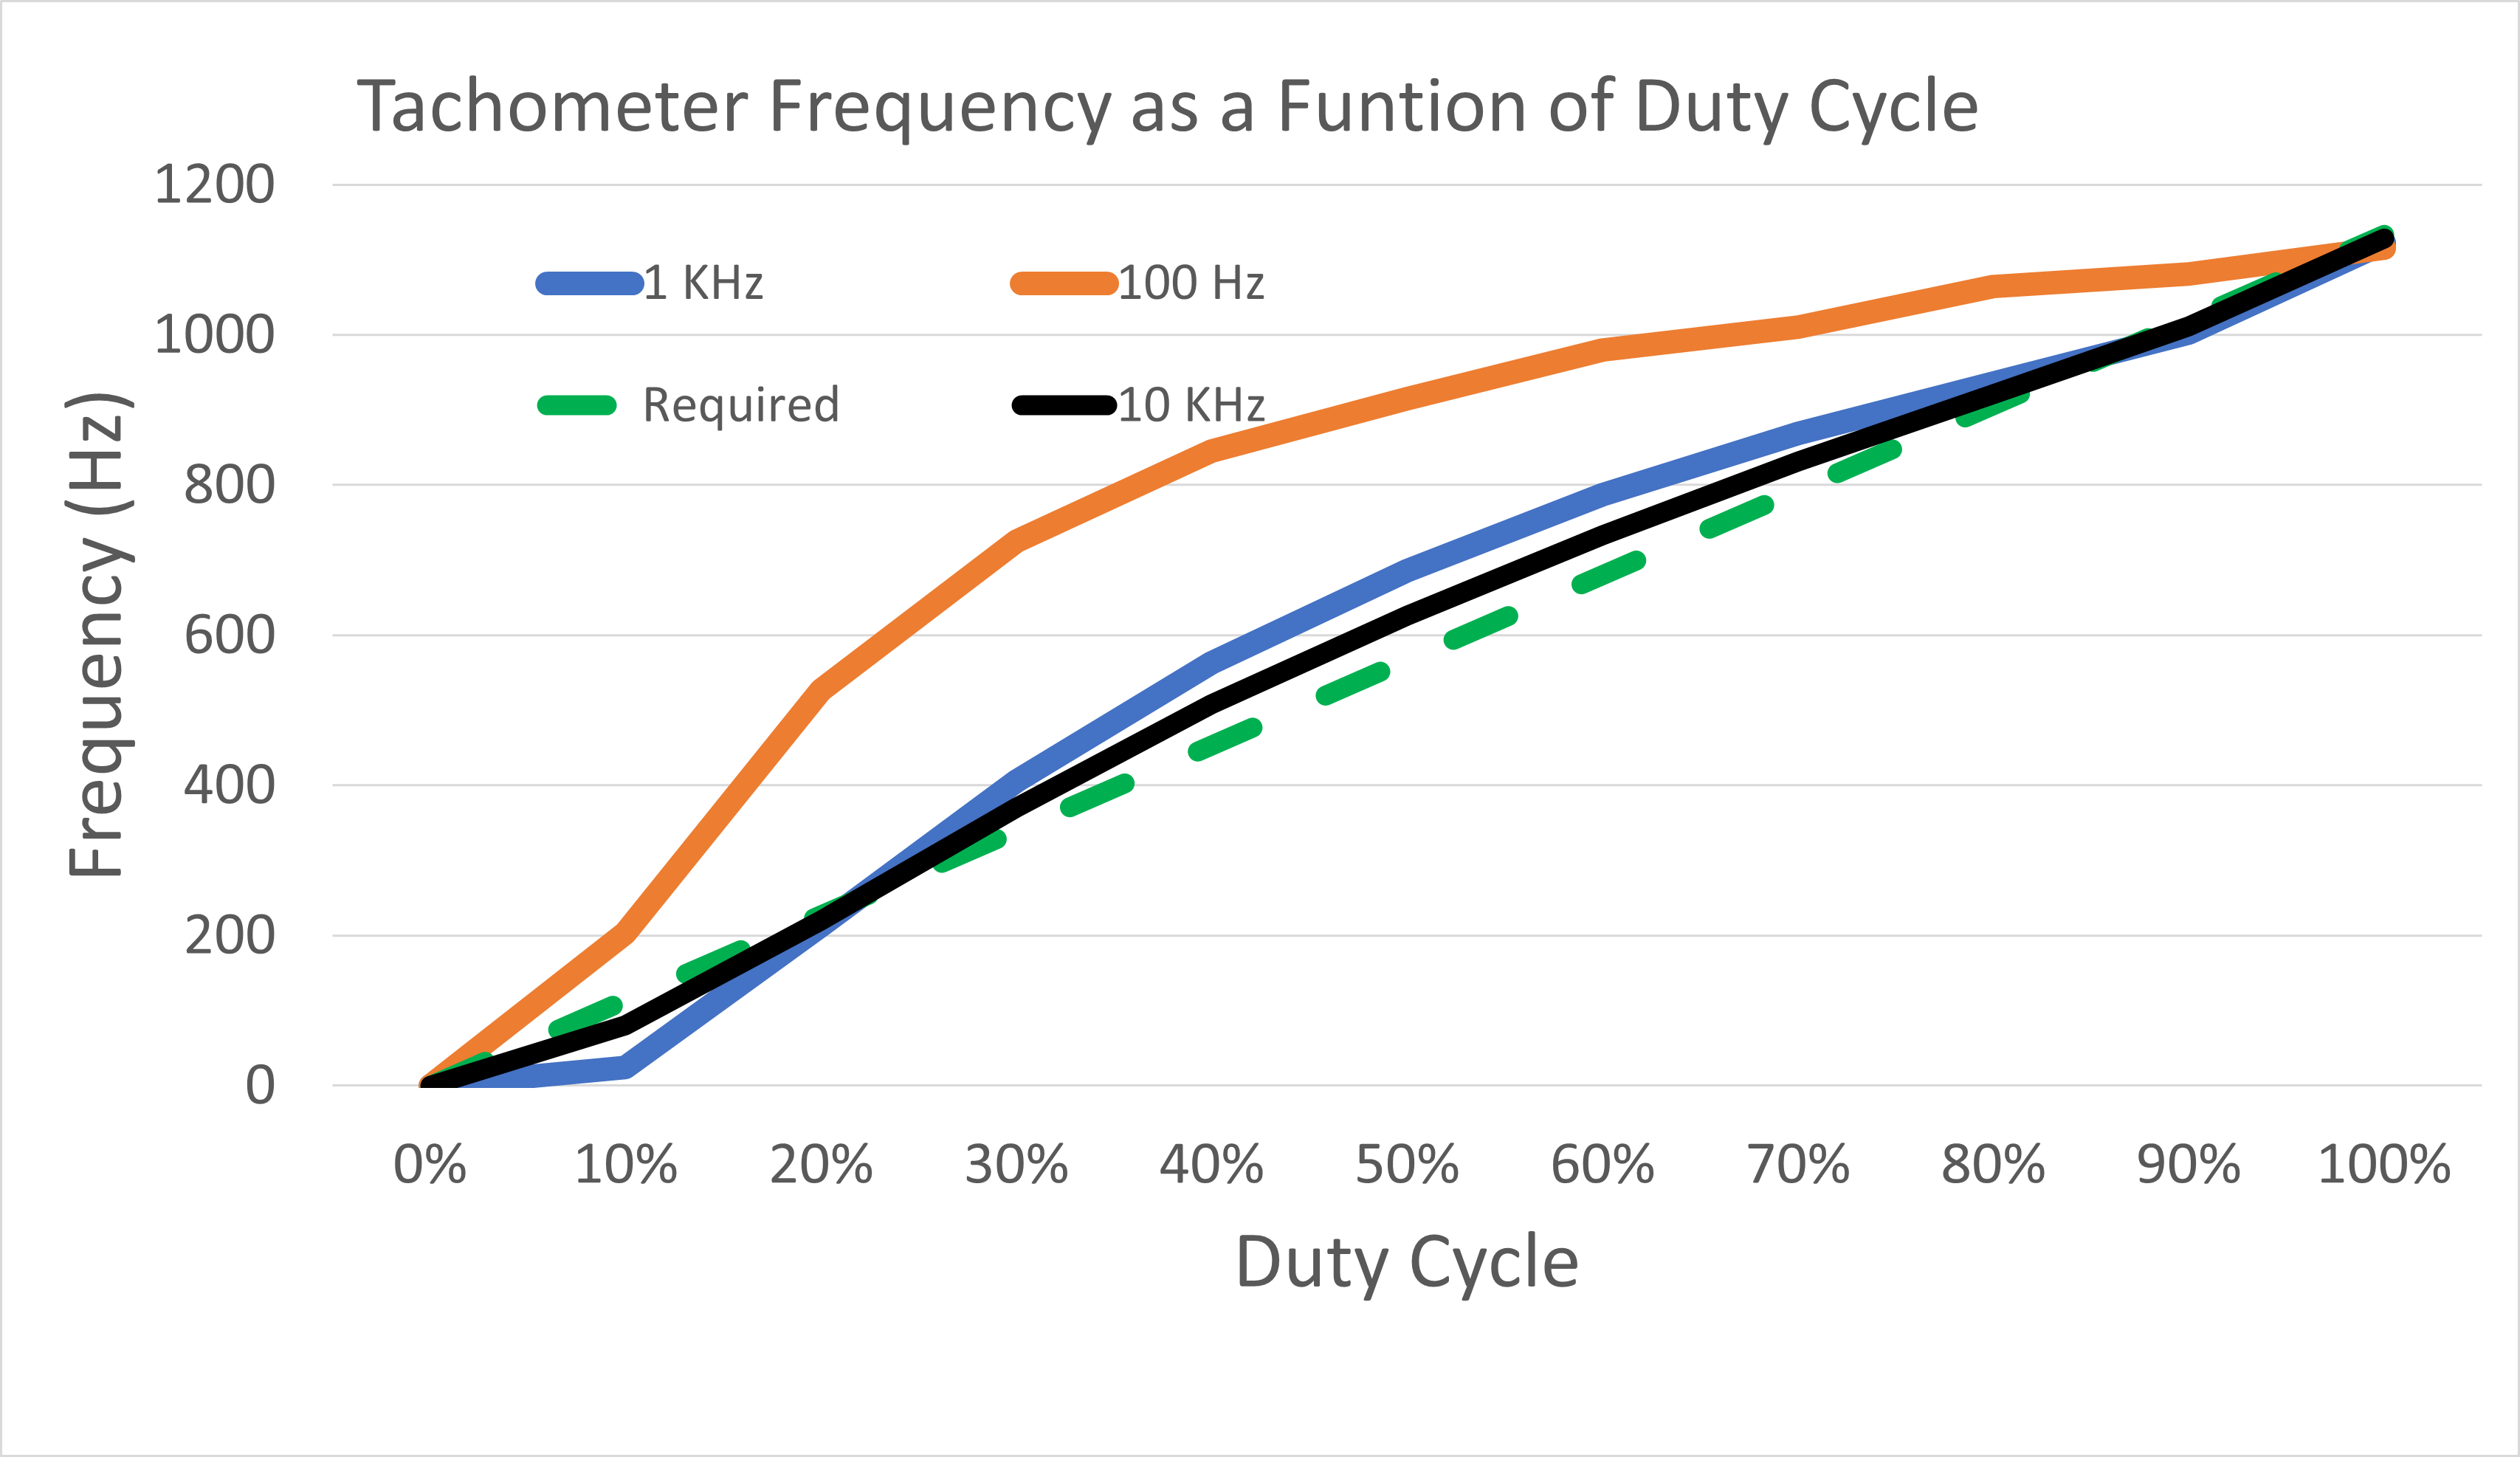 Tachometer Frequency as a Funtion of Duty Cycle
1200
1000
800
600
400
200
0
Frequency (Hz)
1 KHz 100 Hz
Required 10 KHz
0% 10% 20% 30% 40% 50% 60% 70% 80% 90% 100%
Duty Cycle